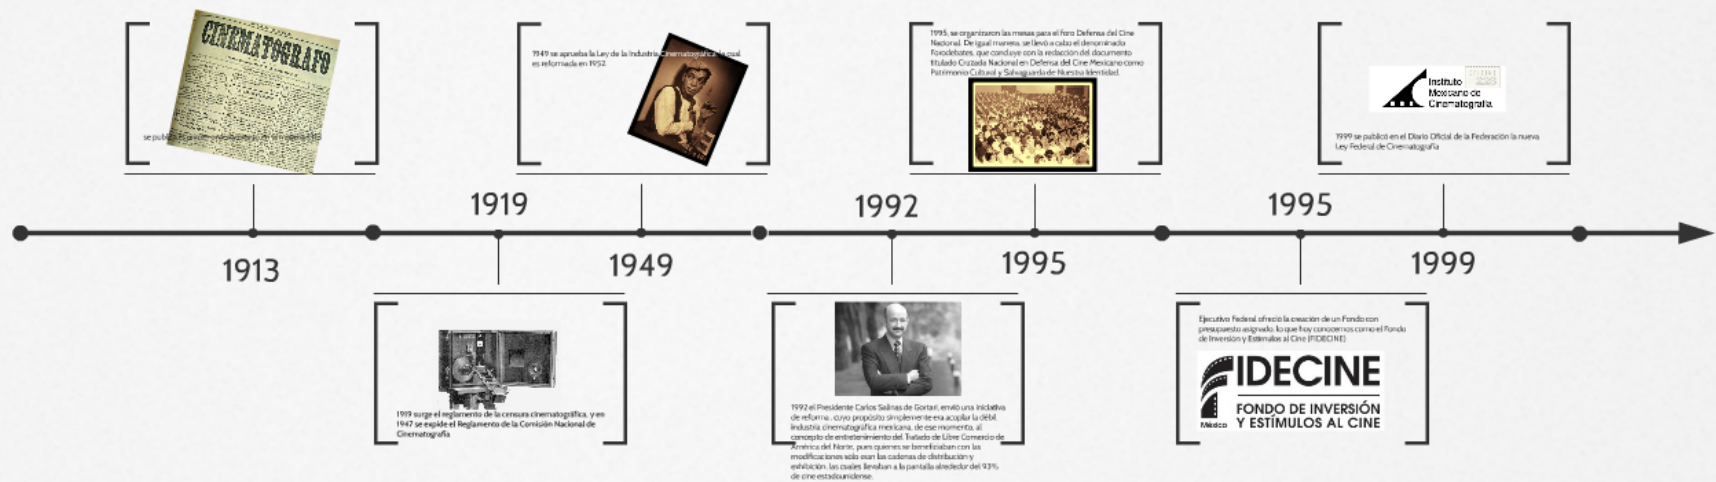 CINEMATOGRAFO
se publi
1913
1919
1919 surge el reglamento de la censura cinematográfica, y en
1947 se expide el Reglamento de la Comisión Nacional de
Cinematografía
1949 se aprueba la Ley de la Industria Cinematográfica, la cual
es reformada en 1952.
1949
1992
1992 el Presidente Carlos Salinas de Gortari, envió una iniciativa
de reforma , cuyo propósito simplemente era acoplar la débil
industria cinematográfica mexicana, de ese momento, al
concepto de entretenimiento del Tratado de Libre Comercio de
América del Norte, pues quienes se beneficiaban con las
modificaciones solo eran las cadenas de distribución y
exhibición, las cuales llevaban a la pantalla alrededor del 93%
de cine estadounidense.
1995, se organizaron las mesas para el foro Defensa del Cine
Nacional. De igual manera, se llevó a cabo el denominado
Forodebates, que concluye con la redacción del documento
titulado Cruzada Nacional en Defensa del Cine Mexicano como
Patrimonio Cultural y Salvaguarda de Nuestra Identidad.
1995
1995
Ejecutivo Federal ofreció la creación de un Fondo con
presupuesto asignado, lo que hoy conocemos como el Fondo
de Inversión y Estímulos al Cine (FIDECINE)
FIDECINE
FONDO DE INVERSIÓN
México Y ESTÍMULOS AL CINE
Instituto
Mexicano de
Cinematografía
1999 se publicó en el Diario Oficial de la Federación la nueva
Ley Federal de Cinematografía
1999